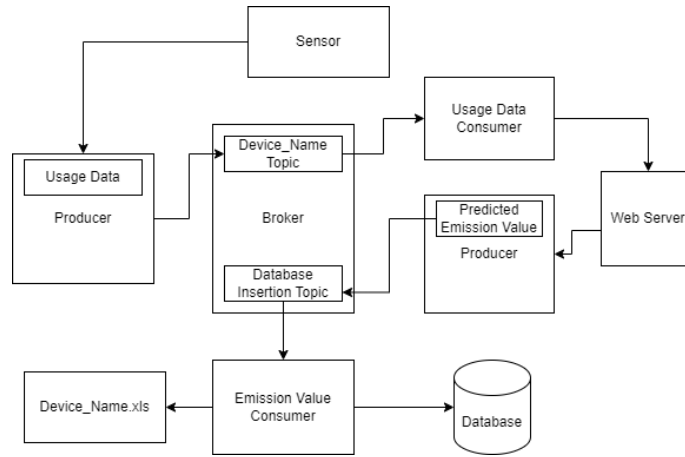 Sensor
Usage Data
Consumer
Device_Name
Topic
Usage Data
Producer
Broker
Predicted
Emission Value
Producer
Web Server
Database
Insertion Topic
Device_Name.xls
Emission Value
Consumer
Database